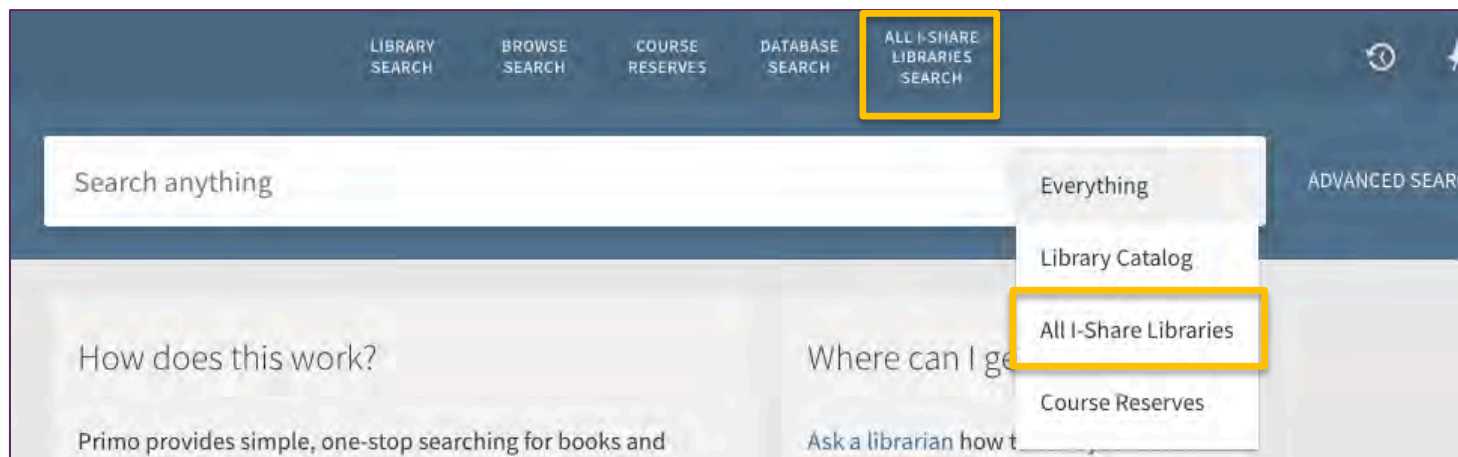 LIBRARY
SEARCH
BROWSE
SEARCH
COURSE
RESERVES
DATABASE
SEARCH
ALL I-SHARE
LIBRARIES
SEARCH
Search anything
Everything
ADVANCED
Library Catalog
All I-Share Libraries
Course Reserves
How does this work?
Where can I
Primo provides simple, one-stop searching for books and
Ask a librarian how